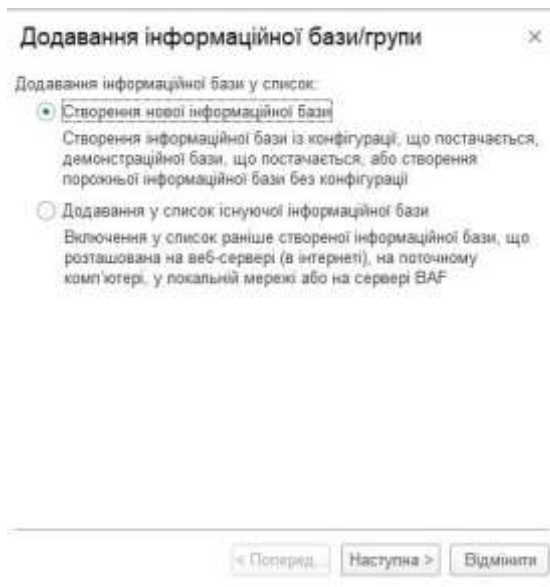 Додавання інформаційної бази/групи
Додавання інформаційної бази у список:
Створення нової інформаційної бази
Створення інформаційної бази із конфігурації, що постачається,
демонстраційної бази, що постачається, або створення
порожньої інформаційної бази без конфігурації
Додавання у список існуючої інформаційної бази
Включення у список раніше створеної інформаційної бази, що
розташована на веб-сервері (в інтернеті), на поточному
комп'ютері, у локальній мережі або на сервері BAF
< Поперед. Наступна > Відмінити